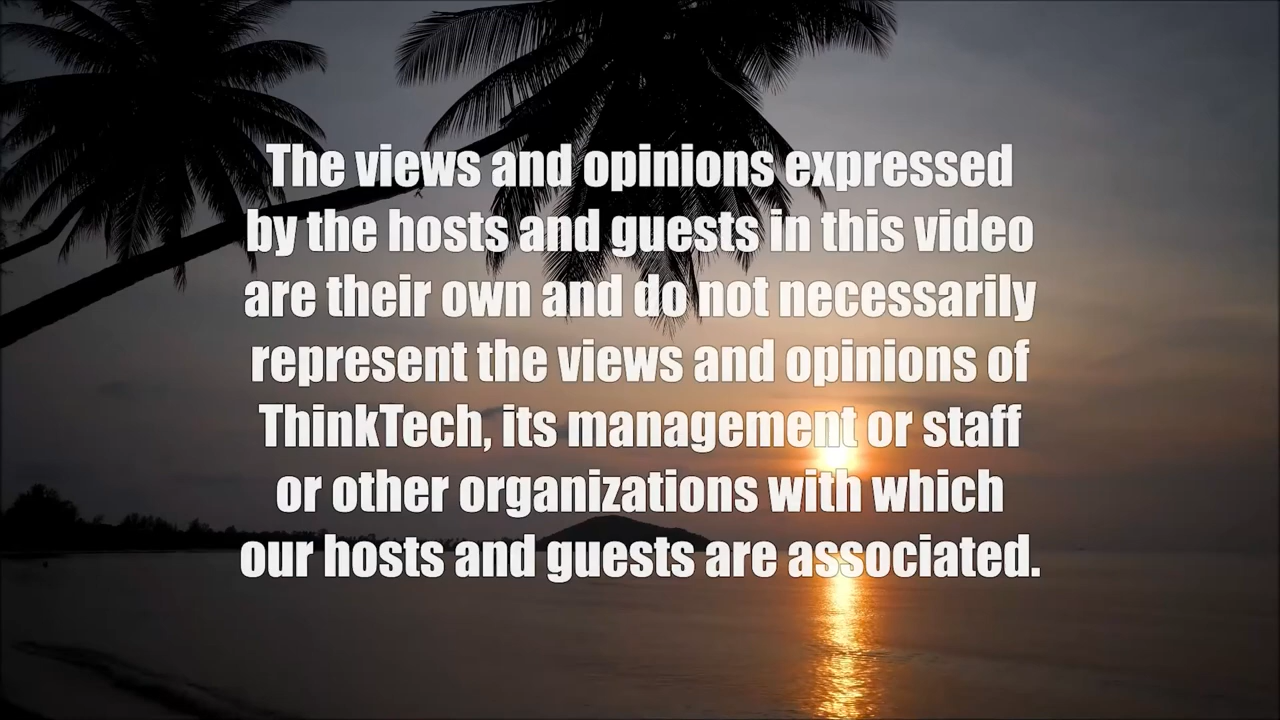 The views and opinions expressed
by the hosts and guests in this video
are their own and do not necessarily
represent the views and opinions of
ThinkTech, its management or staff
or other organizations with which
our hosts and guests are associated.